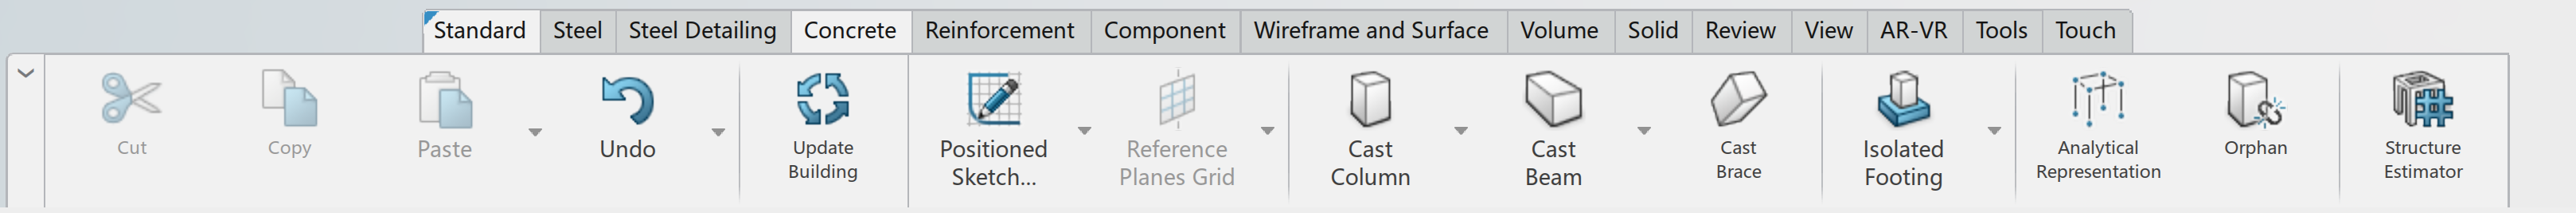 Standard Steel Steel Detailing Concrete Reinforcement Component Wireframe and Surface Volume Solid Review View AR-VR Tools Touch
Cut
Copy
Paste
Undo
Update
Building
Positioned
Sketch...
Reference
Planes Grid
Cast
Column
Cast
Beam
Cast
Brace
Isolated
Footing
Analytical
Representation
Orphan
Structure
Estimator